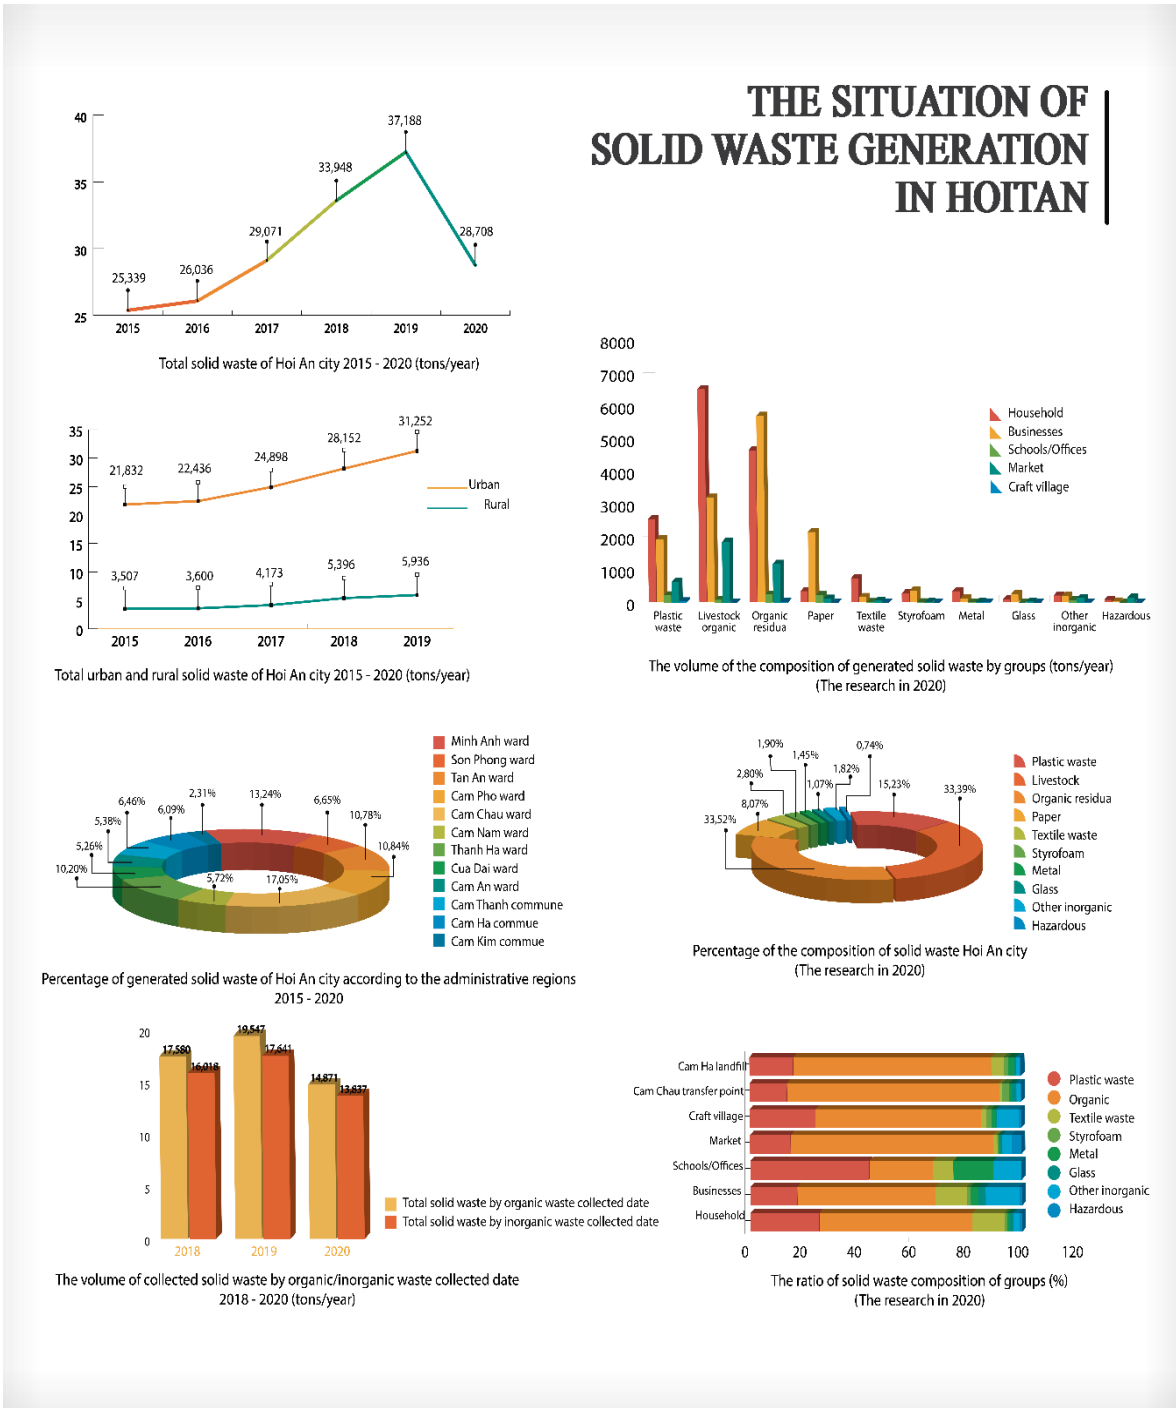 THE SITUATION OF
SOLID WASTE GENERATION
IN HOITAN
40
35
30
25
25,339
26,036
29,071
33,948
37,188
28,708
2015 2016 2017 2018 2019 2020
Total solid waste of Hoi An city 2015 - 2020 (tons/year)
35
30
25
20
15
10
5
0
21,832
22,436
24,898
28,152
31,252
3,507
3,600
4,173
5,396
5,936
Urban
Rural
2015 2016 2017 2018 2019
Total urban and rural solid waste of Hoi An city 2015 - 2020 (tons/year)
8000
7000
6000
5000
4000
3000
2000
1000
0
Household
Businesses
Schools/Offices
Market
Craft village
Plastic
waste
Livestock
organic
Organic
residua
Paper
Textile
waste
Styrofoam
Metal
Glass
Other
inorganic
Hazardous
The volume of the composition of generated solid waste by groups (tons/year)
(The research in 2020)
2,31%
13,24%
6,65%
10,78%
10,84%
17,05%
5,72%
10,20%
5,26%
5,38%
6,46%
6,09%
Minh Anh ward
Son Phong ward
Tan An ward
Cam Pho ward
Cam Chau ward
Cam Nam ward
Thanh Ha ward
Cua Dai ward
Cam An ward
Cam Thanh commune
Cam Ha commue
Cam Kim commue
Percentage of generated solid waste of Hoi An city according to the administrative regions
2015 - 2020
1,90%
1,45%
0,74%
2,80%
1,07%
1,82%
15,23%
33,39%
8,07%
33,52%
Plastic waste
Livestock
Organic residua
Paper
Textile waste
Styrofoam
Metal
Glass
Other inorganic
Hazardous
Percentage of the composition of solid waste Hoi An city
(The research in 2020)
20
15
10
5
0
17,580
16,018
19,547
17,641
14,871
13,837
2018 2019 2020
Total solid waste by organic waste collected date
Total solid waste by inorganic waste collected date
The volume of collected solid waste by organic/inorganic waste collected date
2018 - 2020 (tons/year)
Cam Ha landfill
Cam Chau transfer point
Craft village
Market
Schools/Offices
Businesses
Household
0 20 40 60 80 100 120
Plastic waste
Organic
Textile waste
Styrofoam
Metal
Glass
Other inorganic
Hazardous
The ratio of solid waste composition of groups (%)
(The research in 2020)